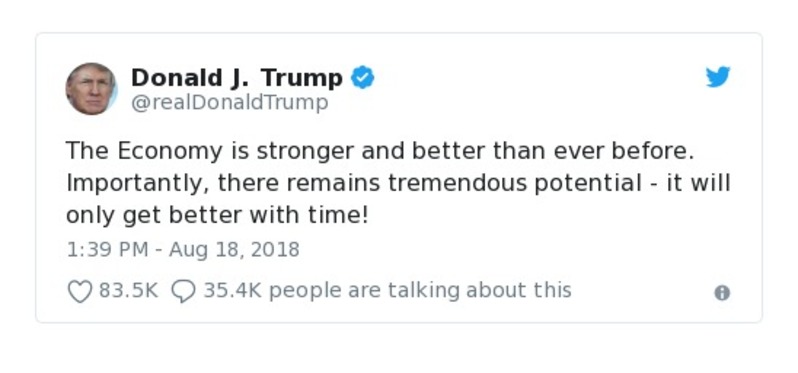 Donald J. Trump
@realDonaldTrump
The Economy is stronger and better than ever before.
Importantly, there remains tremendous potential - it will
only get better with time!
1:39 PM - Aug 18, 2018
83.5K 35.4K people are talking about this